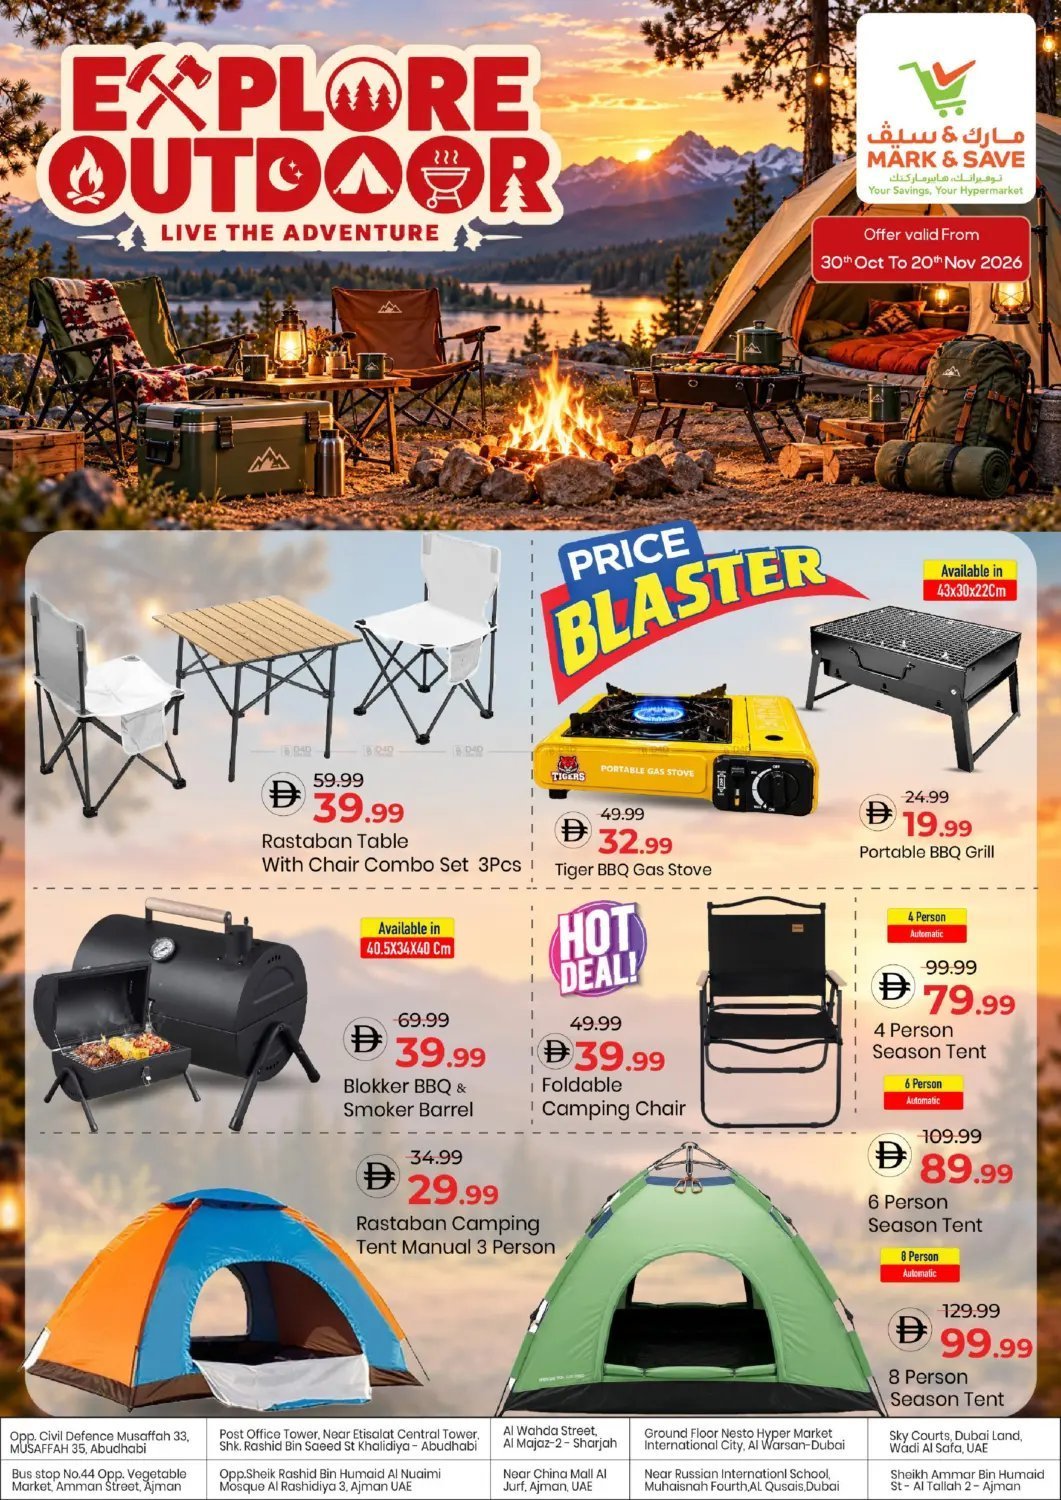 EXPLORE
OUTDOOR
LIVE THE ADVENTURE
مارك & سيڤ
MARK & SAVE
توفيراتك، هايبرماركتك
Your Savings, Your Hypermarket
Offer valid From
30th Oct To 20th Nov 2026
59.99
39.99
Rastaban Table
With Chair Combo Set 3Pcs
D4D
D4D
D4D
D4D
PRICE
BLASTER
TIGERS
PORTABLE GAS STOVE
49.99
32.99
Tiger BBQ Gas Stove
Available in
43x30x22Cm
24.99
19.99
Portable BBQ Grill
Available in
40.5X34X40 Cm
69.99
39.99
Blokker BBQ &
Smoker Barrel
HOT
DEAL!
49.99
39.99
Foldable
Camping Chair
4 Person
Automatic
99.99
79.99
4 Person
Season Tent
6 Person
Automatic
109.99
89.99
6 Person
Season Tent
8 Person
Automatic
129.99
99.99
8 Person
Season Tent
34.99
29.99
Rastaban Camping
Tent Manual 3 Person
Opp. Civil Defence Musaffah 33,
MUSAFFAH 35, Abudhabi
Post Office Tower, Near Etisalat Central Tower,
Shk. Rashid Bin Saeed St Khalidiya - Abudhabi
Al Wahda Street,
Al Majaz-2 - Sharjah
Ground Floor Nesto Hyper Market
International City, Al Warsan-Dubai
Sky Courts, Dubai Land,
Wadi Al Safa, UAE
Bus stop No.44 Opp. Vegetable
Market, Amman Street, Ajman
Opp.Sheik Rashid Bin Humaid Al Nuaimi
Mosque Al Rashidiya 3, Ajman UAE
Near China Mall Al
Jurf, Ajman, UAE
Near Russian Internationl School,
Muhaisnah Fourth,AL Qusais,Dubai
Sheikh Ammar Bin Humaid
St - Al Tallah 2 - Ajman